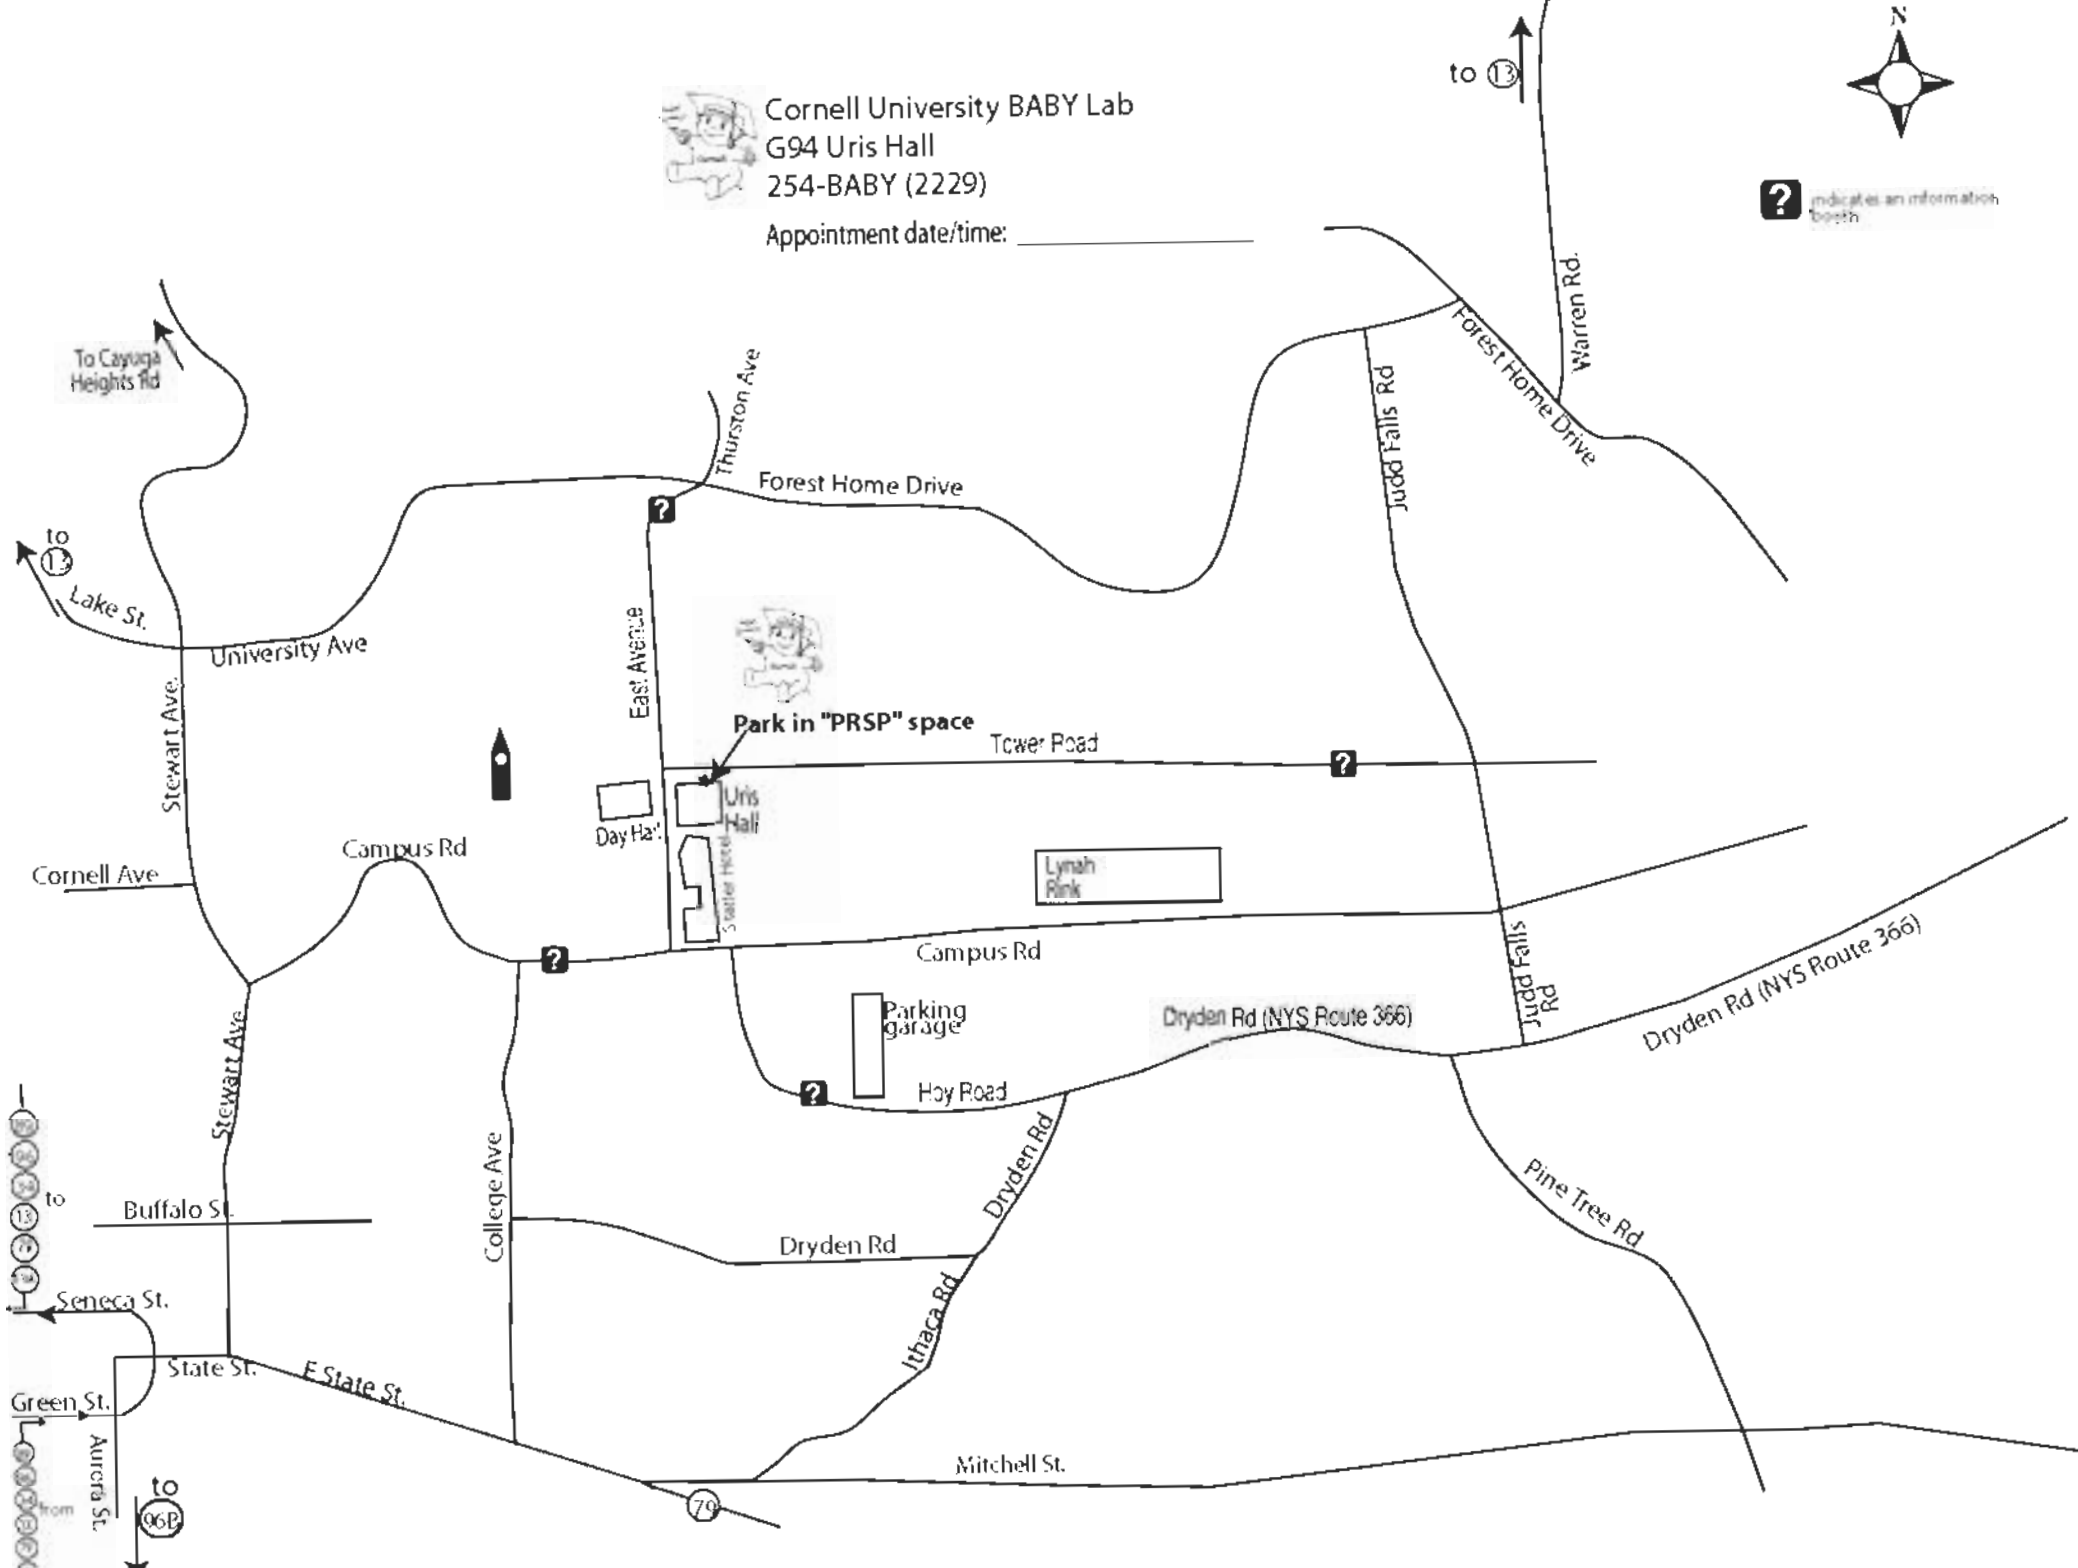 N
to 13
Cornell University BABY Lab
G94 Uris Hall
254-BABY (2229)
Appointment date/time:
?
indicates an information
booth
Warren Rd.
Forest Home Drive
To Cayuga
Heights Rd
Thurston Ave
Judd Falls Rd
Forest Home Drive
?
to
13
Lake St.
University Ave
East Avenue
Stewart Ave.
Park in "PRSP" space
Tower Road
?
Uris
Hall
Day Hall
Statler Hotel
Campus Rd
Cornell Ave
Lynah
Rink
?
Campus Rd
Judd Falls
Rd
Dryden Rd (NYS Route 366)
Parking
garage
Dryden Rd (NYS Route 366)
Stewart Ave
?
Hoy Road
Dryden Rd
College Ave
Pine Tree Rd
to
13
Buffalo St.
Dryden Rd
Ithaca Rd
Seneca St.
State St.
E State St.
Green St.
Aurora St.
Mitchell St.
from
to
96B
79